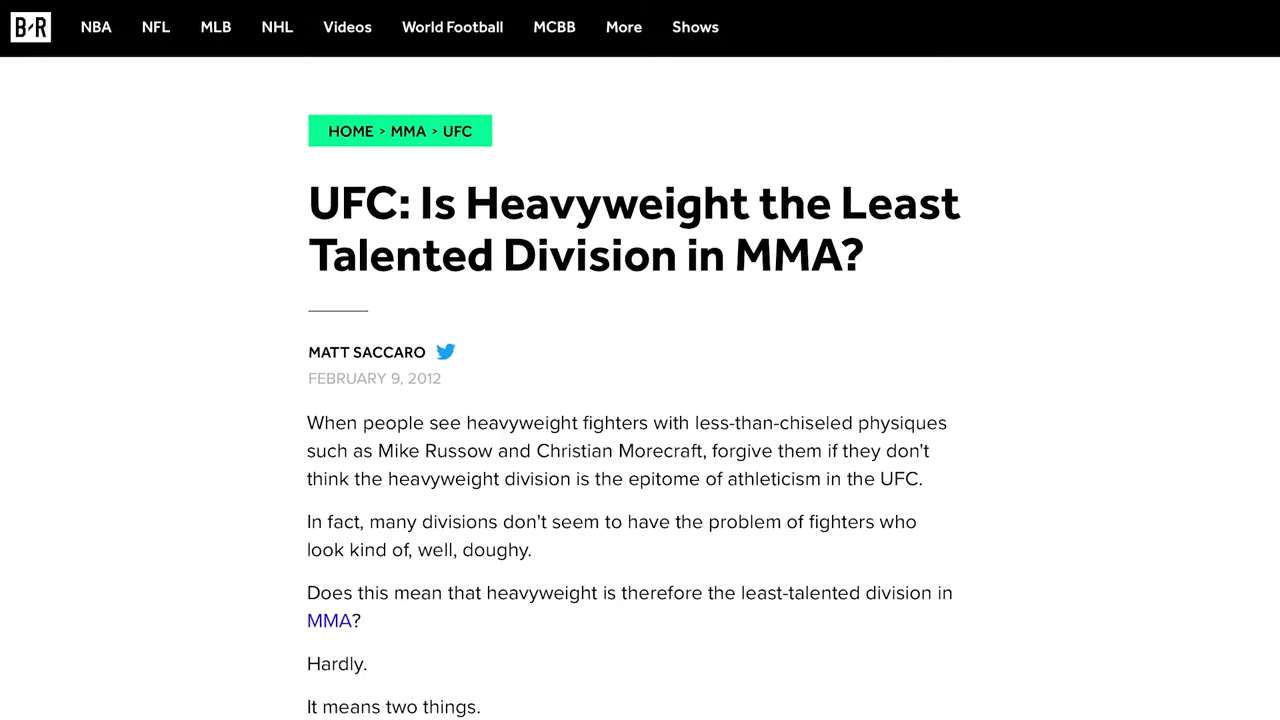 B/R NBA NFL MLB NHL Videos World Football MCBB More Shows
HOME > MMA > UFC
UFC: Is Heavyweight the Least
Talented Division in MMA?
MATT SACCARO
FEBRUARY 9, 2012
When people see heavyweight fighters with less-than-chiseled physiques
such as Mike Russow and Christian Morecraft, forgive them if they don't
think the heavyweight division is the epitome of athleticism in the UFC.
In fact, many divisions don't seem to have the problem of fighters who
look kind of, well, doughy.
Does this mean that heavyweight is therefore the least-talented division in
MMA?
Hardly.
It means two things.